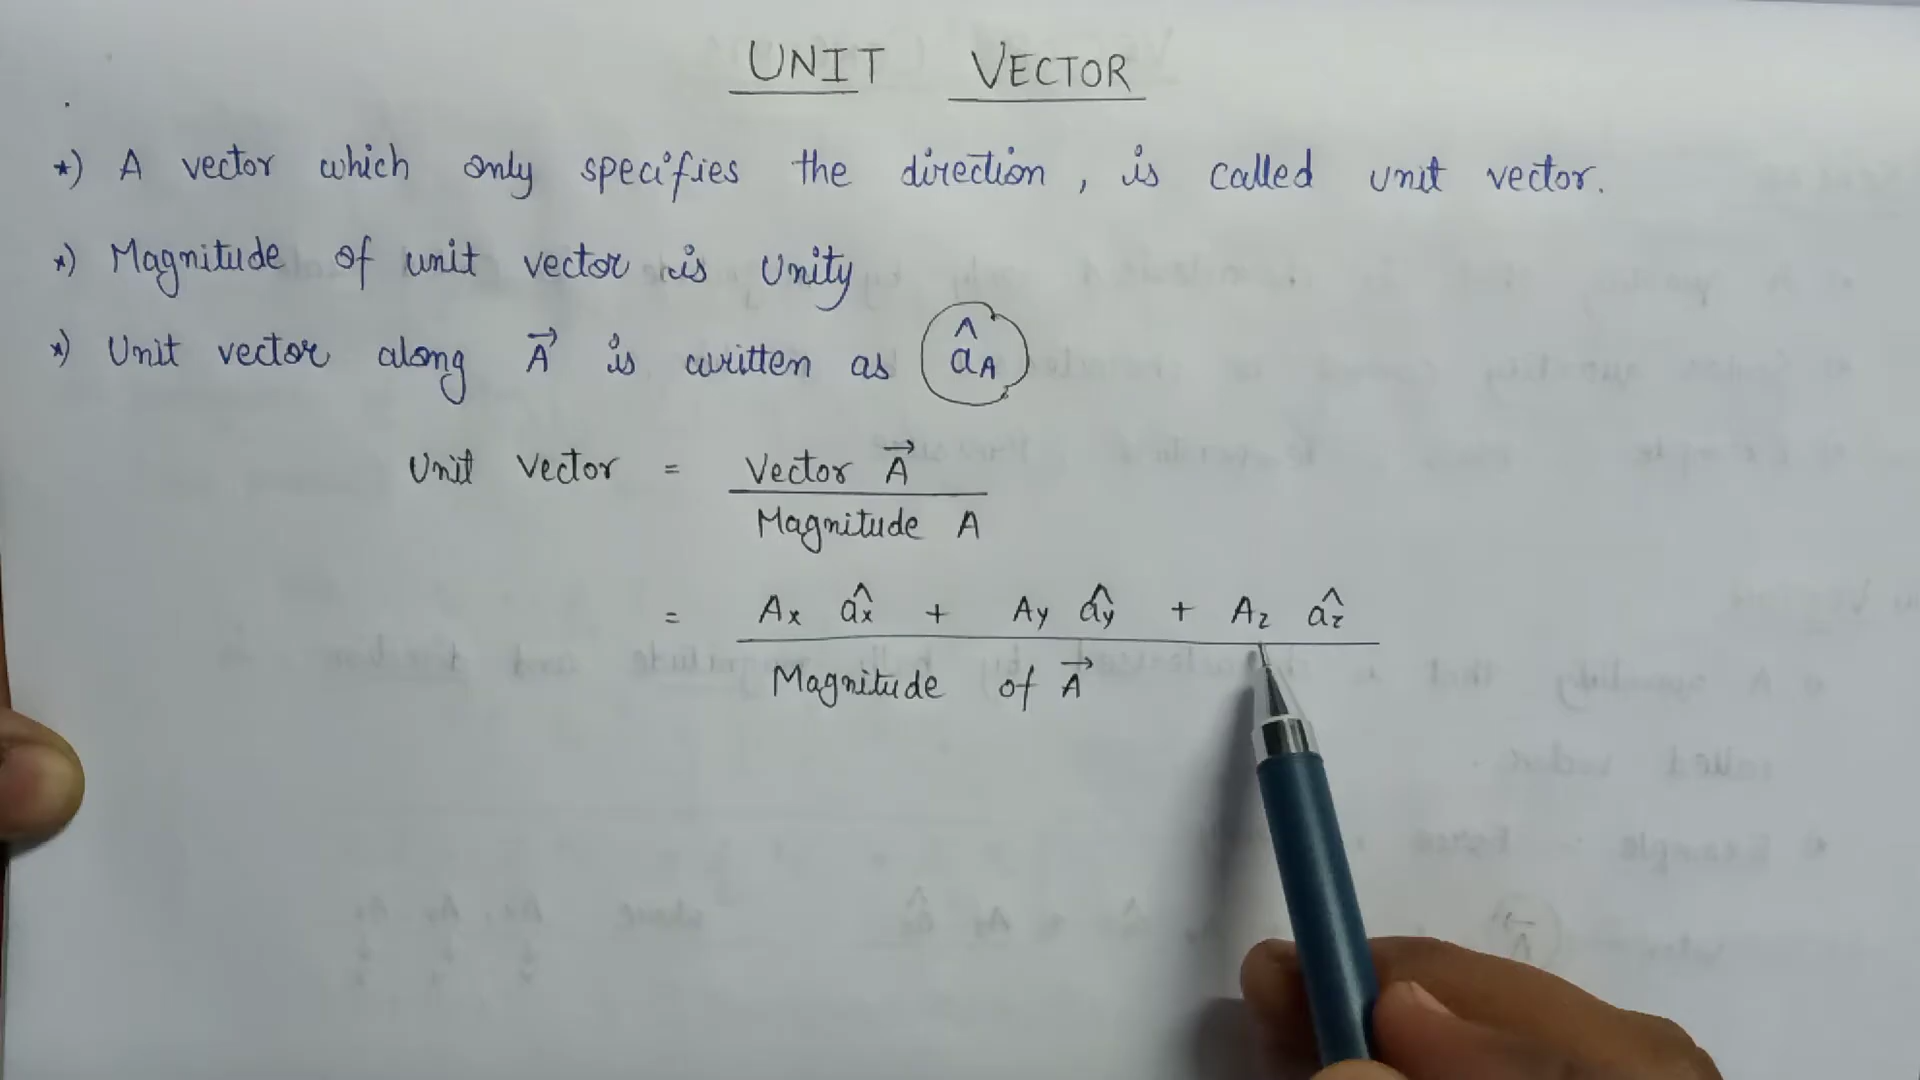 UNIT VECTOR
*) A vector which only specifies the direction, is called unit vector.
*) Magnitude of unit vector is Unity
*) Unit vector along A⃗ is written as âA
Unit Vector = Vector A⃗
Magnitude A
= Ax âx + Ay ây + Az âz
Magnitude of A⃗